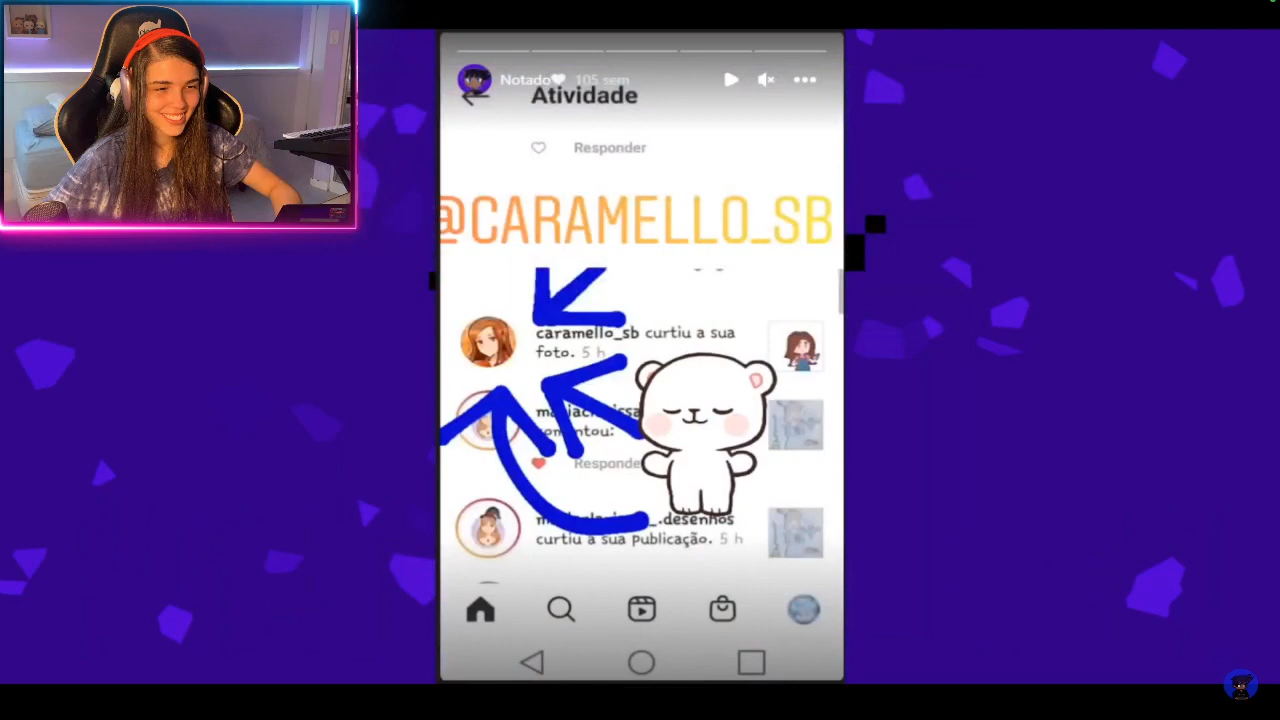 Notado🤍 105 sem
Atividade
Responder
@CARAMELLO_SB
caramello_sb curtiu a sua
foto. 5 h
Responder
curtiu a sua Publicação. 5 h